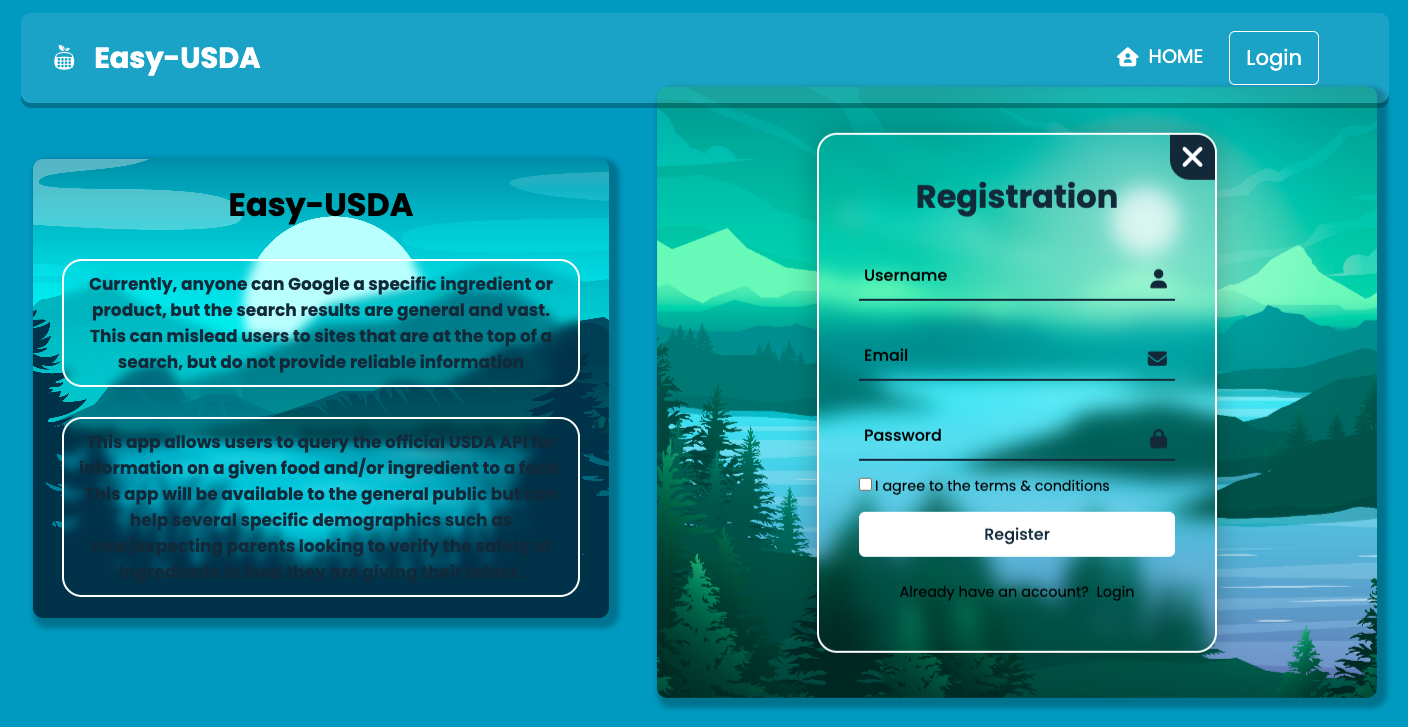 Easy-USDA
HOME
Login
Easy-USDA
Currently, anyone can Google a specific ingredient or
product, but the search results are general and vast.
This can mislead users to sites that are at the top of a
search, but do not provide reliable information
This app allows users to query the official USDA API for
information on a given food and/or ingredient to a food.
This app will be available to the general public but can
help several specific demographics such as
new/expecting parents looking to verify the safety of
ingredients in food they are giving their infant.
Registration
Username
Email
Password
I agree to the terms & conditions
Register
Already have an account? Login